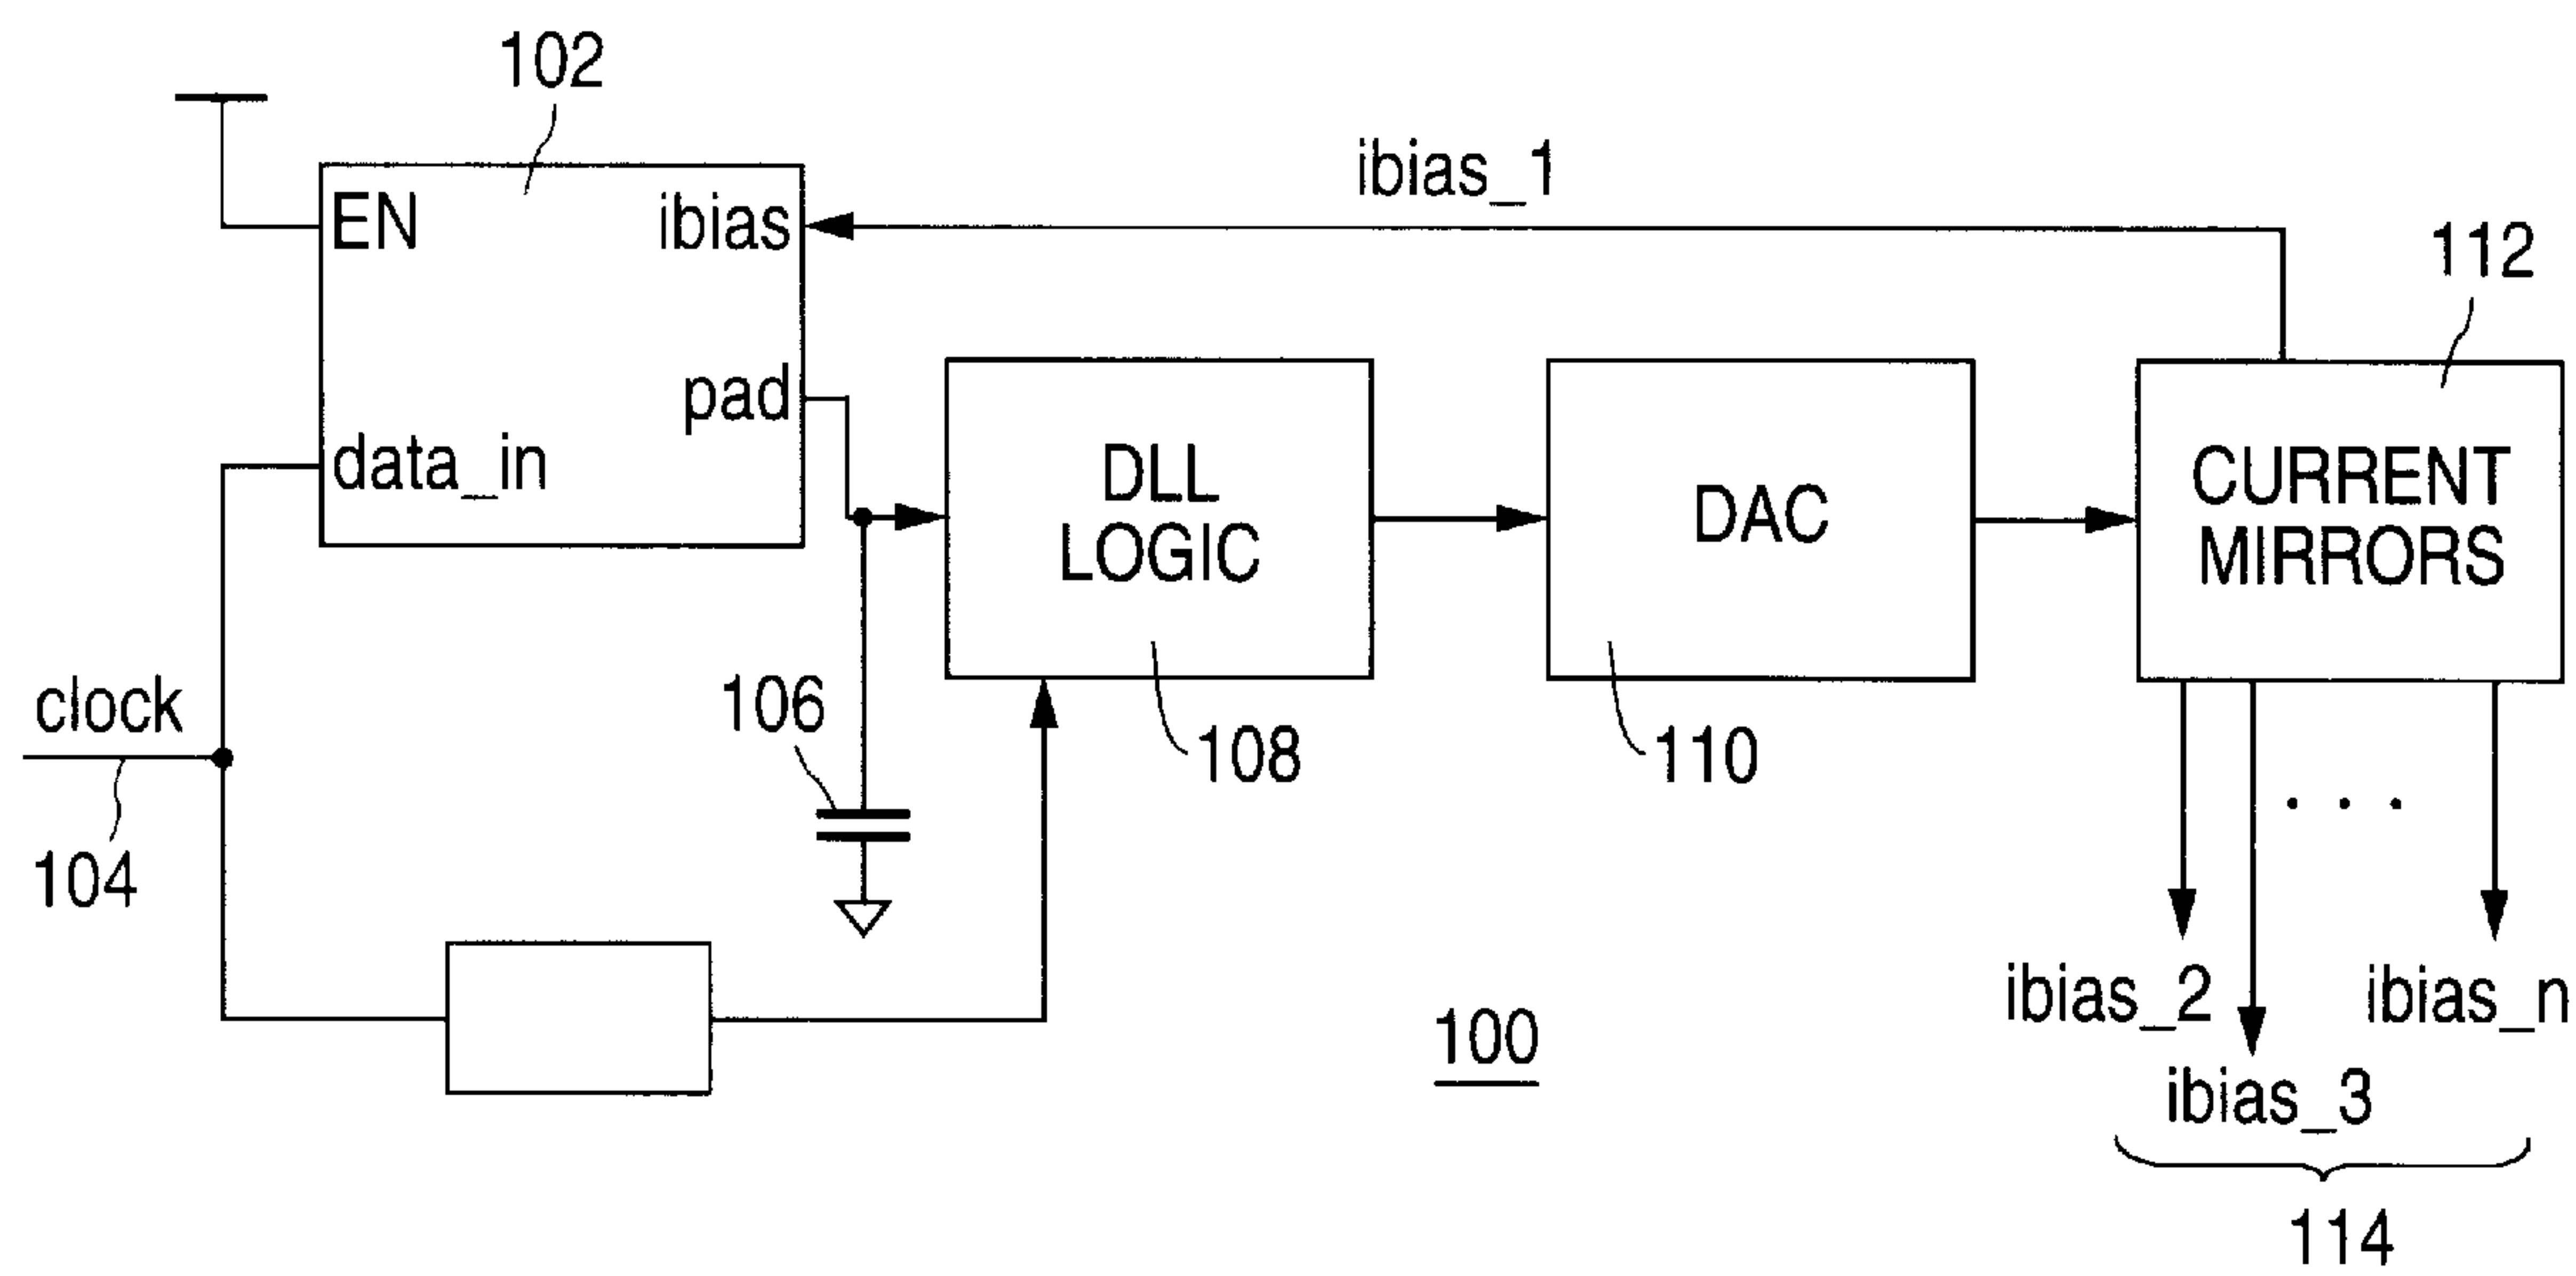 102
ibias_1
EN
ibias
112
pad
data_in
DLL
LOGIC
DAC
CURRENT
MIRRORS
clock
106
108
110
104
. . .
ibias_2
ibias_n
100
ibias_3
114